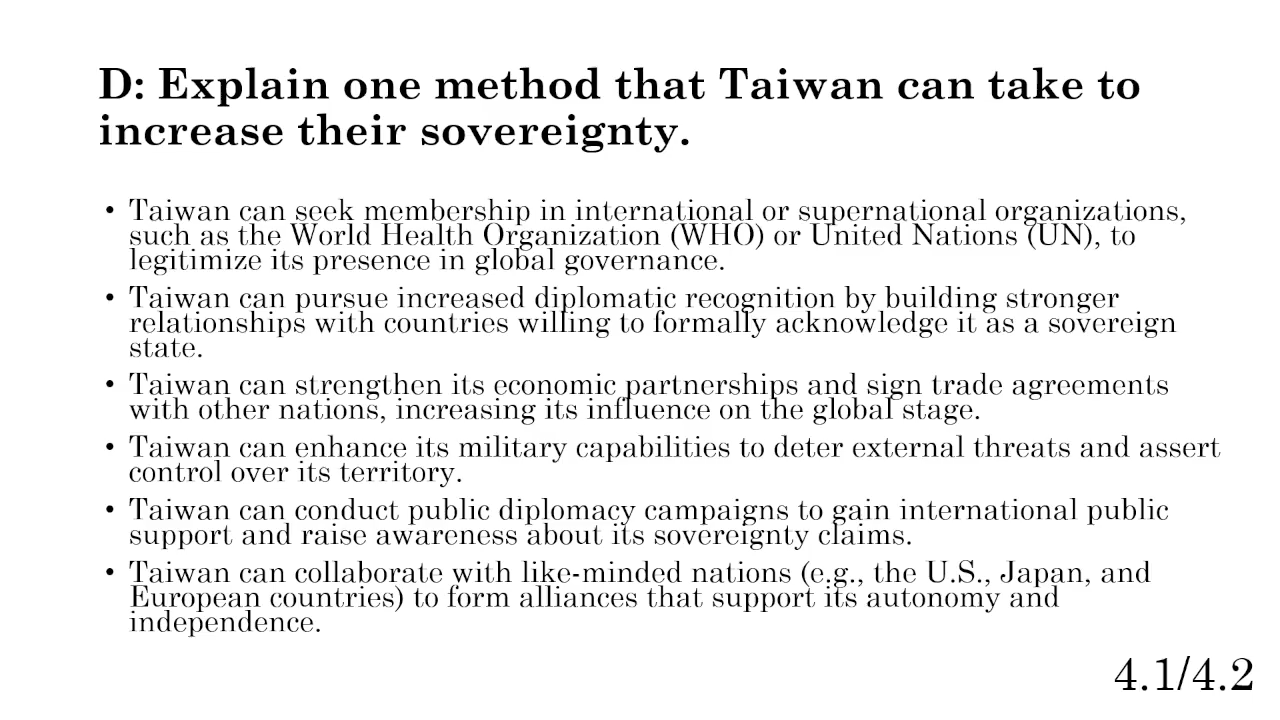 D: Explain one method that Taiwan can take to
increase their sovereignty.
• Taiwan can seek membership in international or supernational organizations,
such as the World Health Organization (WHO) or United Nations (UN), to
legitimize its presence in global governance.
• Taiwan can pursue increased diplomatic recognition by building stronger
relationships with countries willing to formally acknowledge it as a sovereign
state.
• Taiwan can strengthen its economic partnerships and sign trade agreements
with other nations, increasing its influence on the global stage.
• Taiwan can enhance its military capabilities to deter external threats and assert
control over its territory.
• Taiwan can conduct public diplomacy campaigns to gain international public
support and raise awareness about its sovereignty claims.
• Taiwan can collaborate with like-minded nations (e.g., the U.S., Japan, and
European countries) to form alliances that support its autonomy and
independence.
4.1/4.2